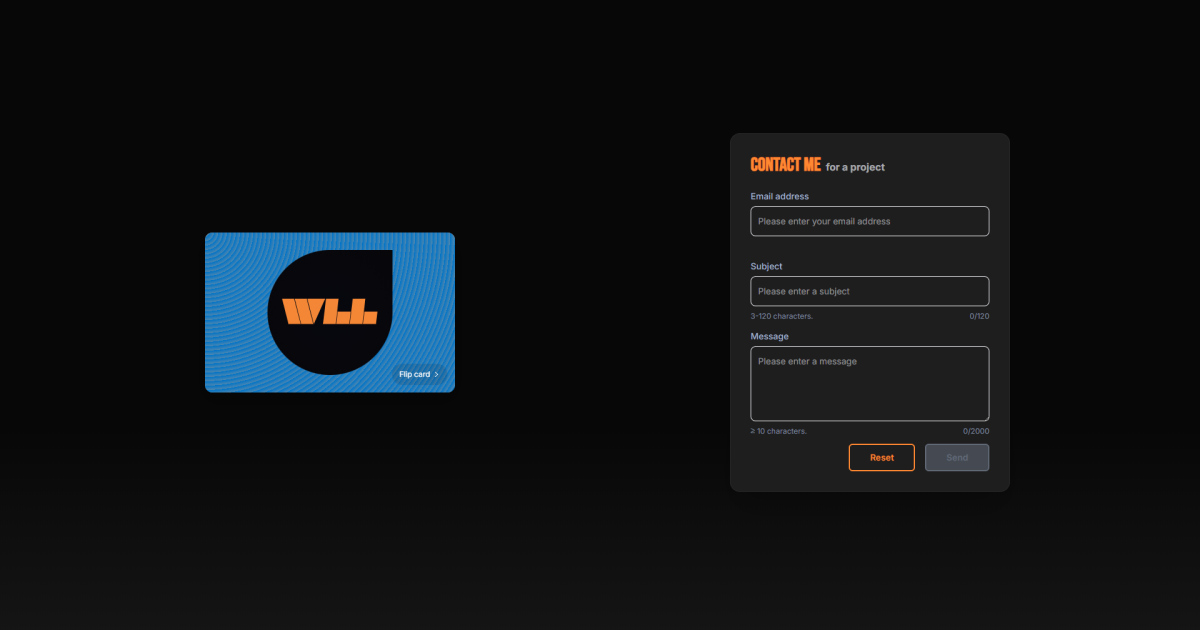 WLL
Flip card
CONTACT ME for a project
Email address
Please enter your email address
Subject
Please enter a subject
3-120 characters.
0/120
Message
Please enter a message
≥ 10 characters.
0/2000
Reset
Send